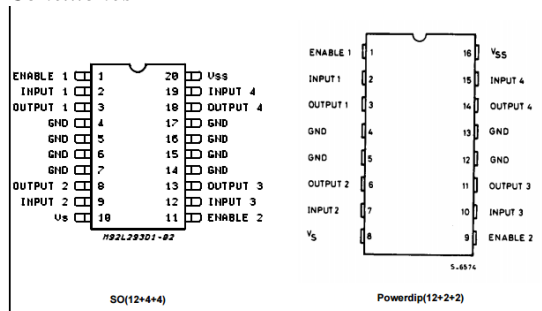 ENABLE 1 1 20 Vss
INPUT 1 2 19 INPUT 4
OUTPUT 1 3 18 OUTPUT 4
GND 4 17 GND
GND 5 16 GND
GND 6 15 GND
GND 7 14 GND
OUTPUT 2 8 13 OUTPUT 3
INPUT 2 9 12 INPUT 3
Vs 10 11 ENABLE 2
M92L293D1-02
SO(12+4+4)
ENABLE 1 1 16 VSS
INPUT 1 2 15 INPUT 4
OUTPUT 1 3 14 OUTPUT 4
GND 4 13 GND
GND 5 12 GND
OUTPUT 2 6 11 OUTPUT 3
INPUT 2 7 10 INPUT 3
VS 8 9 ENABLE 2
S-6574
Powerdip(12+2+2)